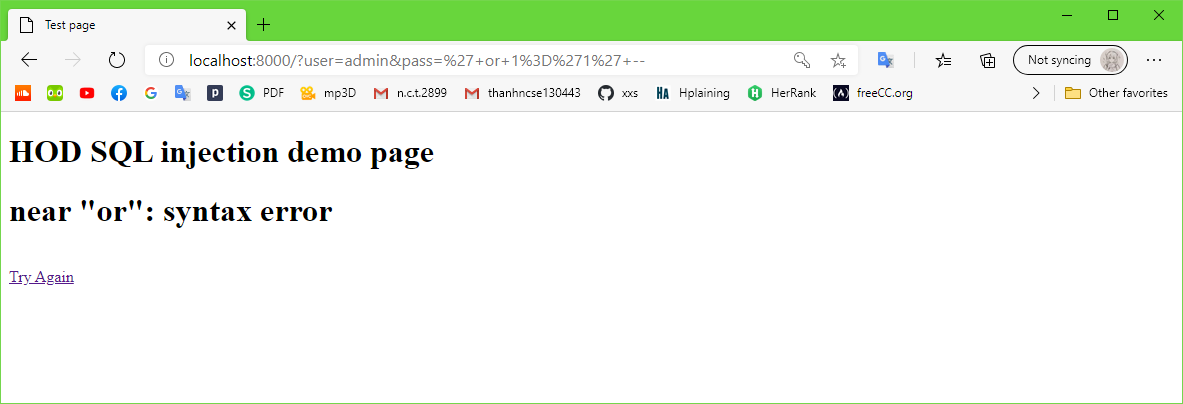 Test page
localhost:8000/?user=admin&pass=%27+or+1%3D%271%27+--
Not syncing
PDF mp3D n.c.t.2899 thanhncse130443 xxs HA Hplaining HerRank freeCC.org Other favorites
HOD SQL injection demo page
near "or": syntax error
Try Again